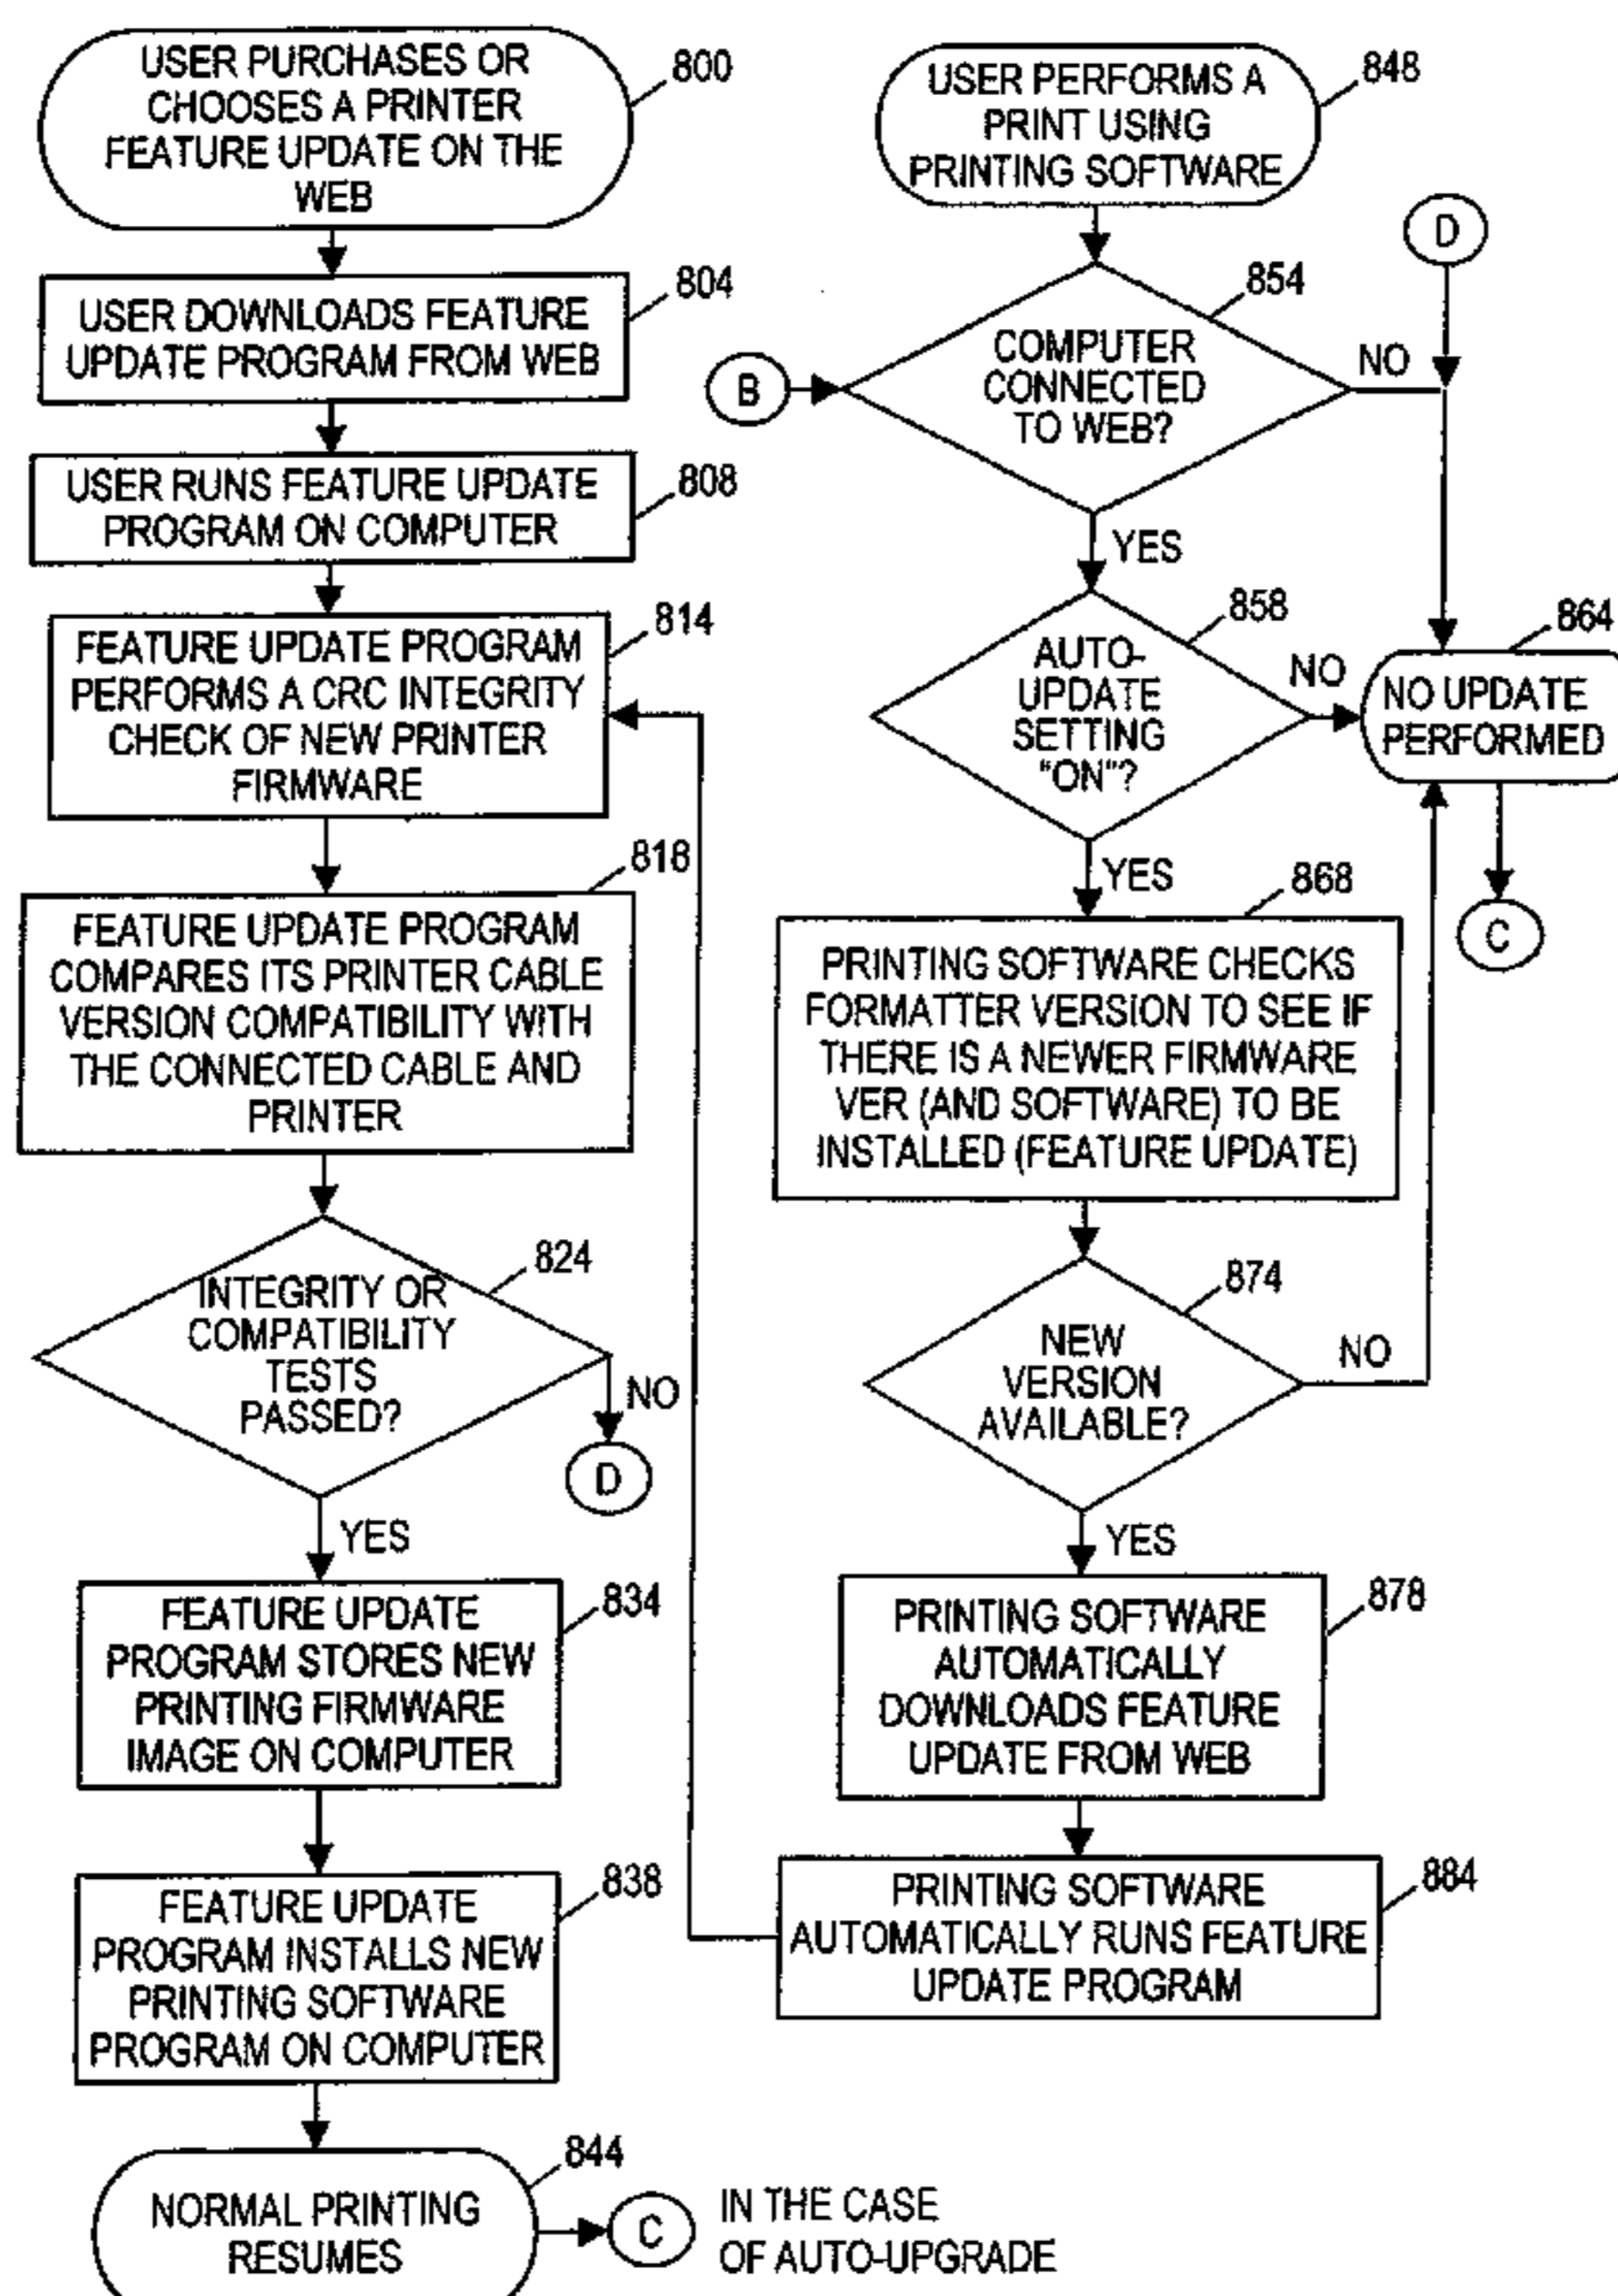 USER PURCHASES OR
CHOOSES A PRINTER
FEATURE UPDATE ON THE
WEB
800
USER DOWNLOADS FEATURE
UPDATE PROGRAM FROM WEB
804
USER RUNS FEATURE UPDATE
PROGRAM ON COMPUTER
808
FEATURE UPDATE PROGRAM
PERFORMS A CRC INTEGRITY
CHECK OF NEW PRINTER
FIRMWARE
814
818
FEATURE UPDATE PROGRAM
COMPARES ITS PRINTER CABLE
VERSION COMPATIBILITY WITH
THE CONNECTED CABLE AND
PRINTER
824
INTEGRITY OR
COMPATIBILITY
TESTS
PASSED?
NO
D
YES
FEATURE UPDATE
PROGRAM STORES NEW
PRINTING FIRMWARE
IMAGE ON COMPUTER
834
FEATURE UPDATE
PROGRAM INSTALLS NEW
PRINTING SOFTWARE
PROGRAM ON COMPUTER
838
NORMAL PRINTING
RESUMES
844
C
IN THE CASE
OF AUTO-UPGRADE
USER PERFORMS A
PRINT USING
PRINTING SOFTWARE
848
D
B
COMPUTER
CONNECTED
TO WEB?
854
NO
YES
AUTO-
UPDATE
SETTING
"ON"?
858
NO
864
NO UPDATE
PERFORMED
C
YES
868
PRINTING SOFTWARE CHECKS
FORMATTER VERSION TO SEE IF
THERE IS A NEWER FIRMWARE
VER (AND SOFTWARE) TO BE
INSTALLED (FEATURE UPDATE)
874
NEW
VERSION
AVAILABLE?
NO
YES
PRINTING SOFTWARE
AUTOMATICALLY
DOWNLOADS FEATURE
UPDATE FROM WEB
878
PRINTING SOFTWARE
AUTOMATICALLY RUNS FEATURE
UPDATE PROGRAM
884